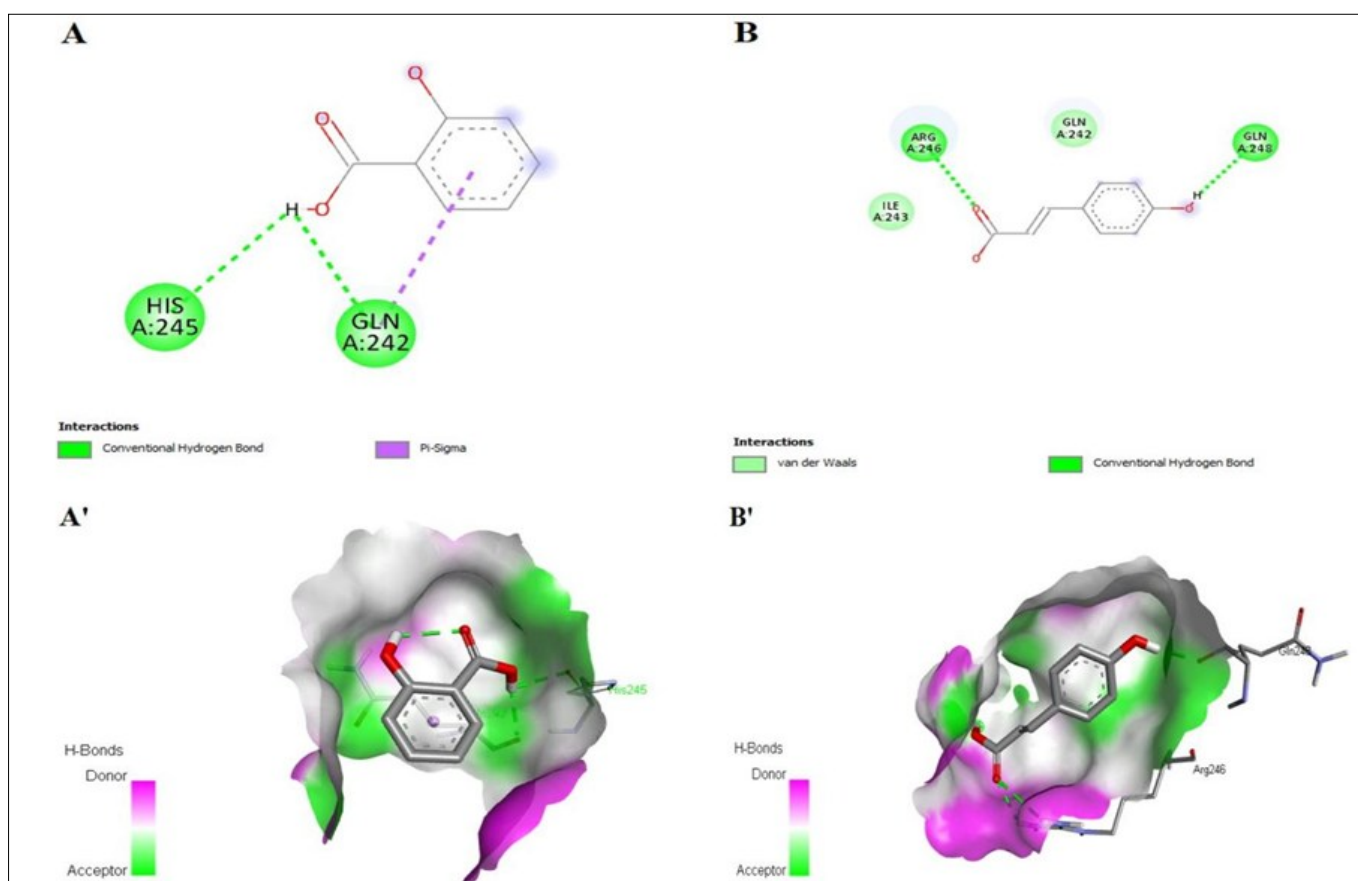 A
O
O
H
O
HIS
A:245
GLN
A:242
Interactions
Conventional Hydrogen Bond
Pi-Sigma
B
ARG
A:246
GLN
A:242
GLN
A:248
ILE
A:243
O
O
H
O
Interactions
van der Waals
Conventional Hydrogen Bond
A'
His245
H-Bonds
Donor
Acceptor
B'
Arg246
H-Bonds
Donor
Acceptor